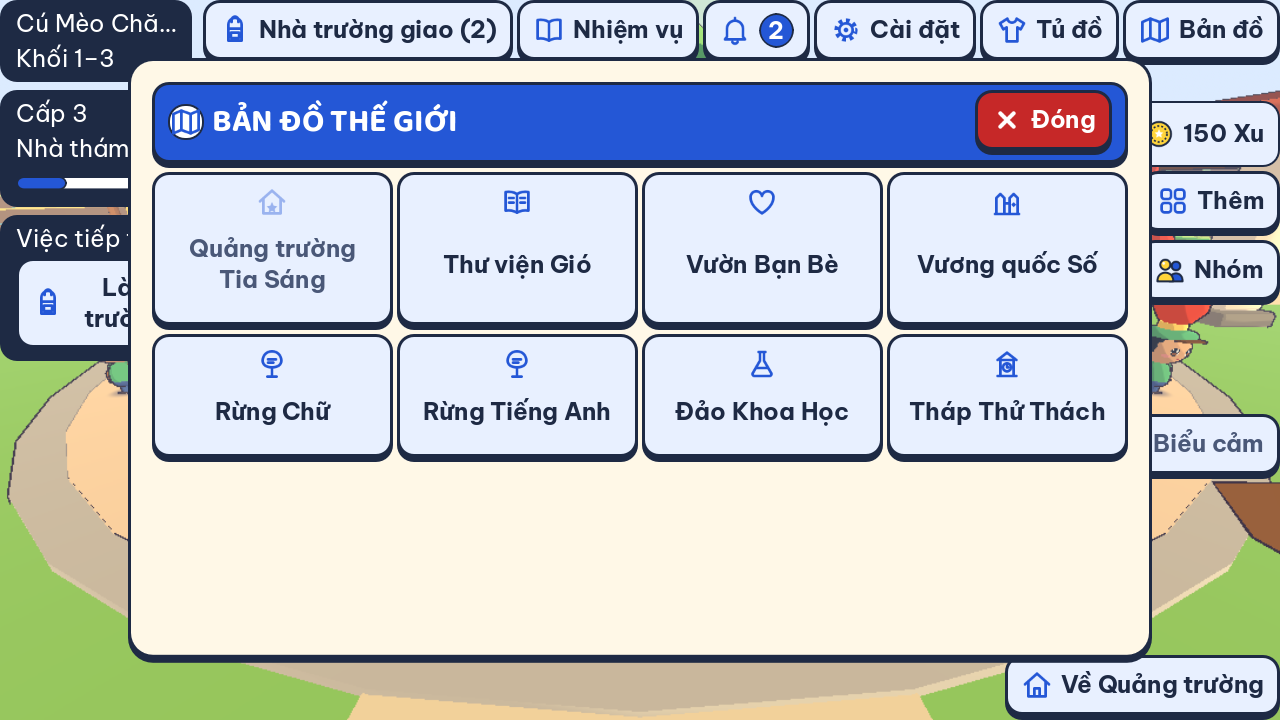 Cú Mèo Chă...
Khối 1–3
Nhà trường giao (2)
Nhiệm vụ
2
Cài đặt
Tủ đồ
Bản đồ
Cấp 3
Nhà thám
BẢN ĐỒ THẾ GIỚI
Đóng
150 Xu
Thêm
Nhóm
Việc tiếp
Quảng trường
Tia Sáng
Thư viện Gió
Vườn Bạn Bè
Vương quốc Số
Rừng Chữ
Rừng Tiếng Anh
Đảo Khoa Học
Tháp Thử Thách
Biểu cảm
Về Quảng trường